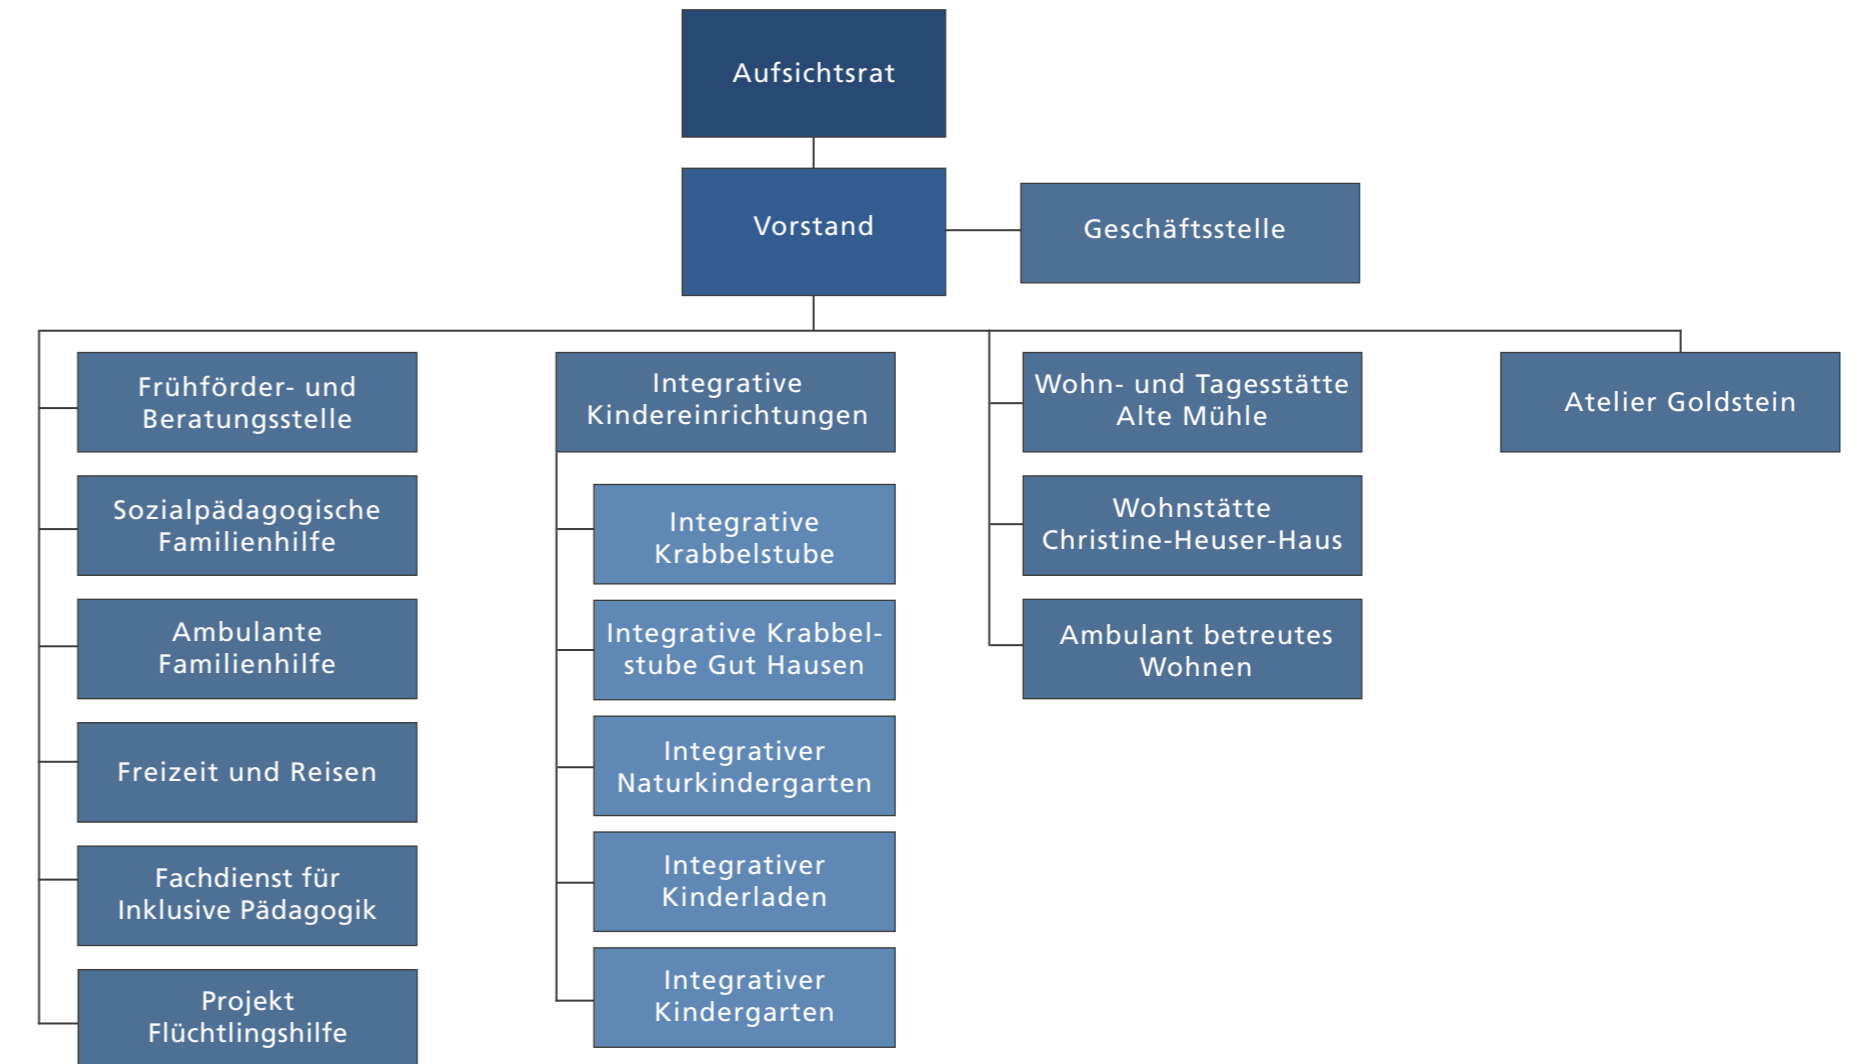 Aufsichtsrat
Vorstand
Geschäftsstelle
Frühförder- und
Beratungsstelle
Sozialpädagogische
Familienhilfe
Ambulante
Familienhilfe
Freizeit und Reisen
Fachdienst für
Inklusive Pädagogik
Projekt
Flüchtlingshilfe
Integrative
Kindereinrichtungen
Integrative
Krabbelstube
Integrative Krabbel-
stube Gut Hausen
Integrativer
Naturkindergarten
Integrativer
Kinderladen
Integrativer
Kindergarten
Wohn- und Tagesstätte
Alte Mühle
Wohnstätte
Christine-Heuser-Haus
Ambulant betreutes
Wohnen
Atelier Goldstein